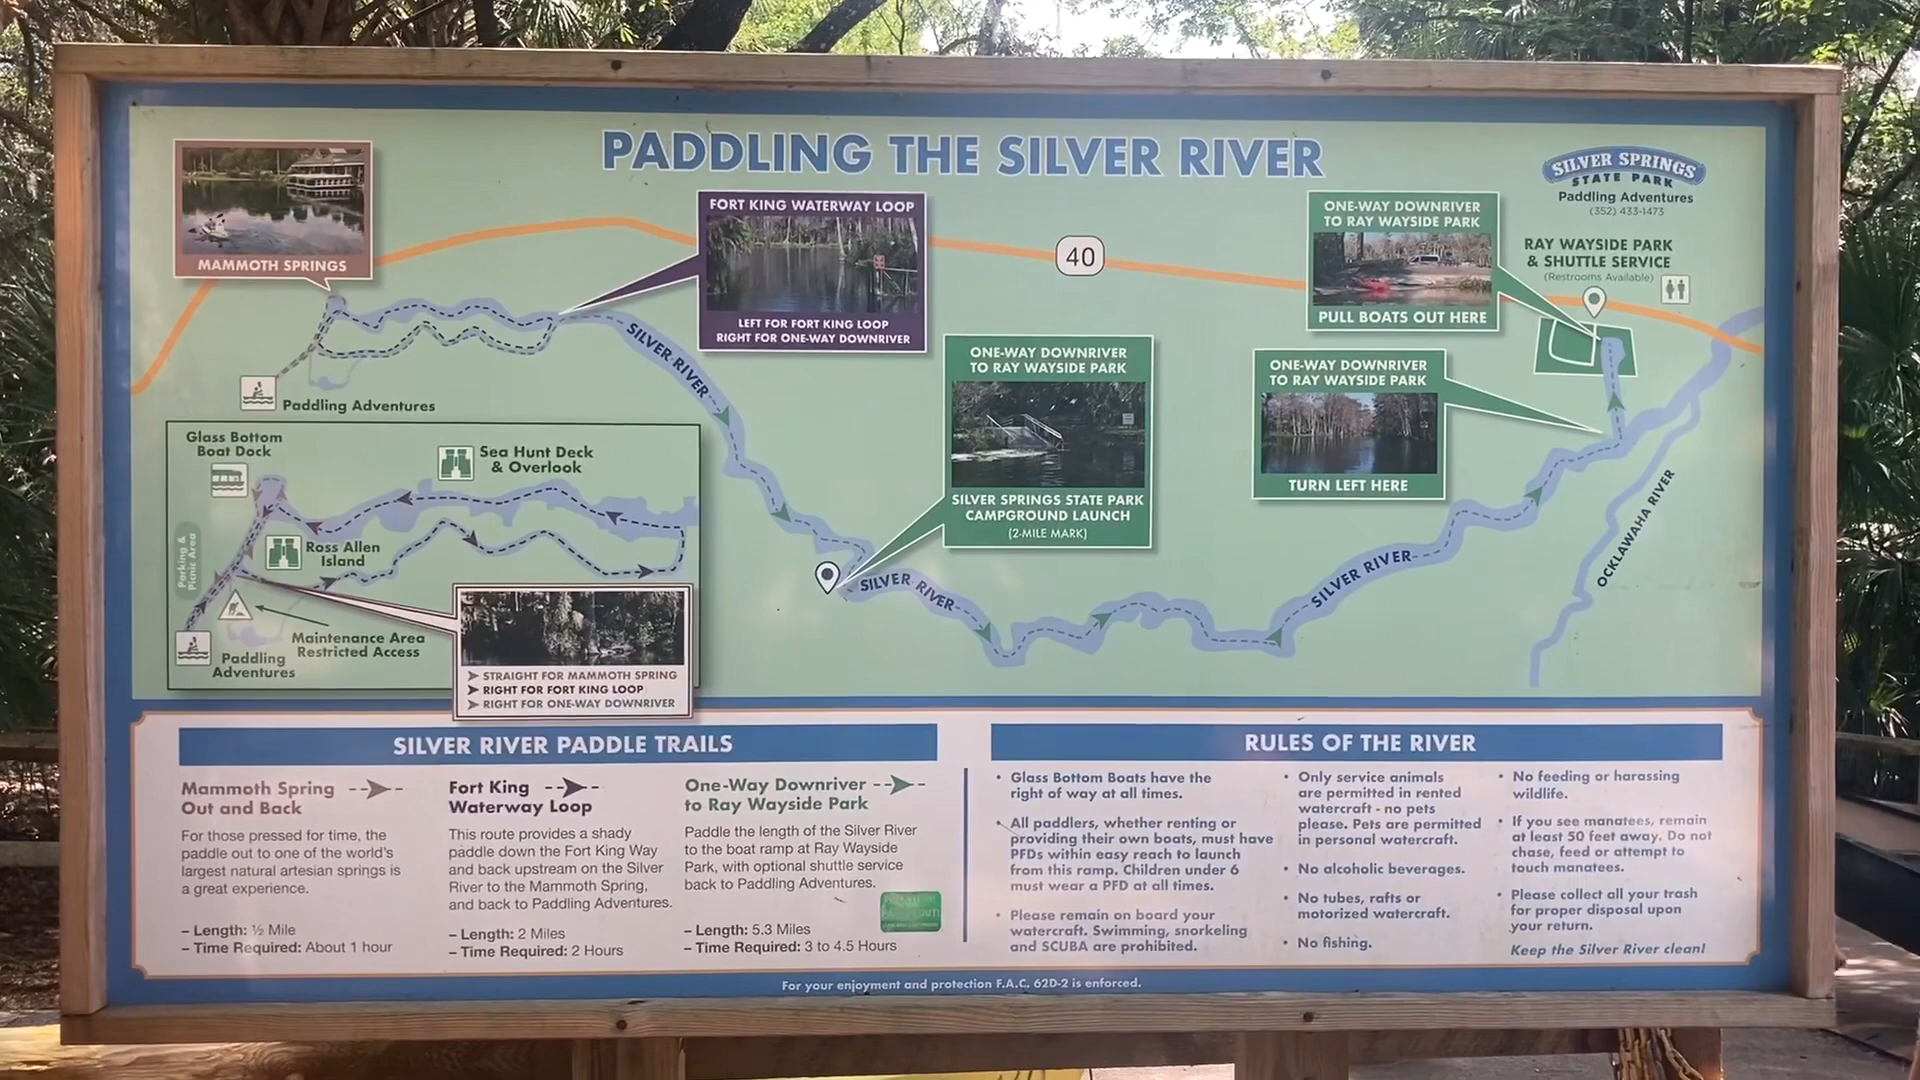 PADDLING THE SILVER RIVER
SILVER SPRINGS
STATE PARK
Paddling Adventures
(352) 433-1473
MAMMOTH SPRINGS
FORT KING WATERWAY LOOP
LEFT FOR FORT KING LOOP
RIGHT FOR ONE-WAY DOWNRIVER
40
ONE-WAY DOWNRIVER
TO RAY WAYSIDE PARK
PULL BOATS OUT HERE
RAY WAYSIDE PARK
& SHUTTLE SERVICE
(Restrooms Available)
SILVER RIVER
ONE-WAY DOWNRIVER
TO RAY WAYSIDE PARK
SILVER SPRINGS STATE PARK
CAMPGROUND LAUNCH
(2-MILE MARK)
ONE-WAY DOWNRIVER
TO RAY WAYSIDE PARK
TURN LEFT HERE
Paddling Adventures
Glass Bottom
Boat Dock
Sea Hunt Deck
& Overlook
Parking &
Picnic Area
Ross Allen
Island
Maintenance Area
Restricted Access
Paddling
Adventures
STRAIGHT FOR MAMMOTH SPRING
RIGHT FOR FORT KING LOOP
RIGHT FOR ONE-WAY DOWNRIVER
SILVER RIVER
SILVER RIVER
OCKLAWAHA RIVER
SILVER RIVER PADDLE TRAILS
Mammoth Spring
Out and Back
For those pressed for time, the
paddle out to one of the world's
largest natural artesian springs is
a great experience.
– Length: ½ Mile
– Time Required: About 1 hour
Fort King
Waterway Loop
This route provides a shady
paddle down the Fort King Way
and back upstream on the Silver
River to the Mammoth Spring,
and back to Paddling Adventures.
– Length: 2 Miles
– Time Required: 2 Hours
One-Way Downriver
to Ray Wayside Park
Paddle the length of the Silver River
to the boat ramp at Ray Wayside
Park, with optional shuttle service
back to Paddling Adventures.
– Length: 5.3 Miles
– Time Required: 3 to 4.5 Hours
RULES OF THE RIVER
• Glass Bottom Boats have the
right of way at all times.
• All paddlers, whether renting or
providing their own boats, must have
PFDs within easy reach to launch
from this ramp. Children under 6
must wear a PFD at all times.
• Please remain on board your
watercraft. Swimming, snorkeling
and SCUBA are prohibited.
• Only service animals
are permitted in rented
watercraft - no pets
please. Pets are permitted
in personal watercraft.
• No alcoholic beverages.
• No tubes, rafts or
motorized watercraft.
• No fishing.
• No feeding or harassing
wildlife.
• If you see manatees, remain
at least 50 feet away. Do not
chase, feed or attempt to
touch manatees.
• Please collect all your trash
for proper disposal upon
your return.
Keep the Silver River clean!
For your enjoyment and protection F.A.C. 62D-2 is enforced.